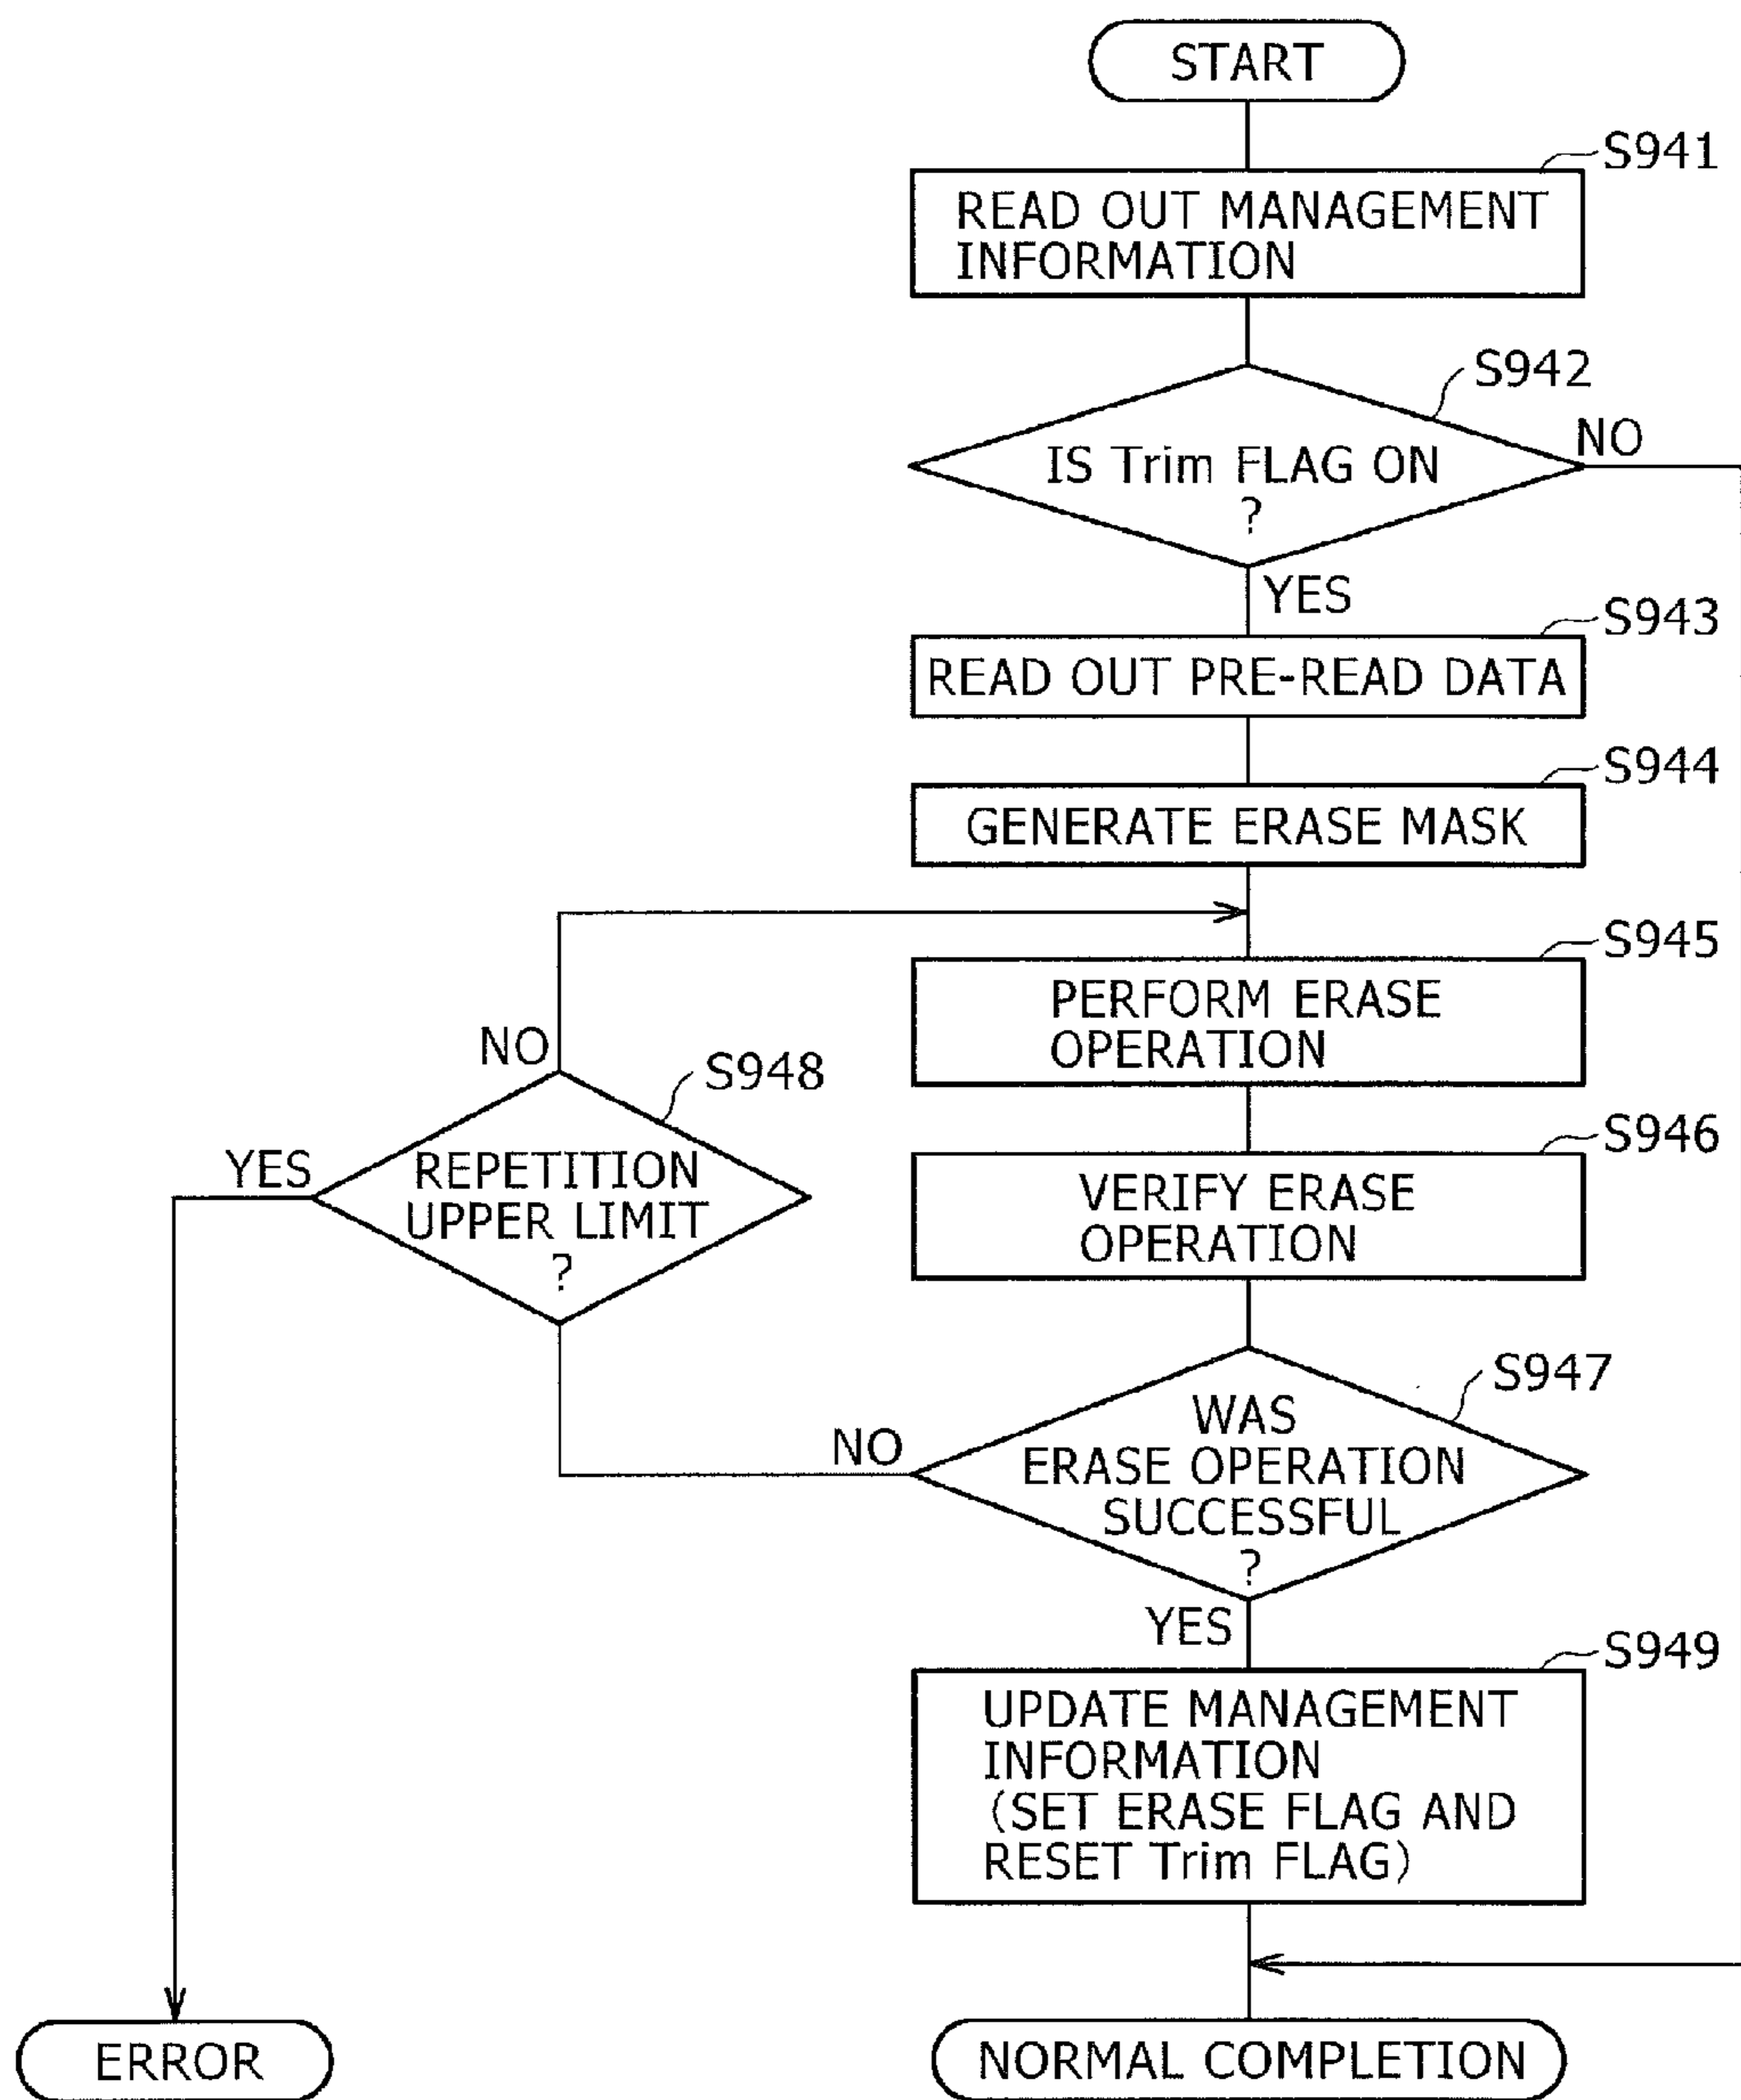 START
S941
READ OUT MANAGEMENT
INFORMATION
S942
IS Trim FLAG ON
?
NO
YES
S943
READ OUT PRE-READ DATA
S944
GENERATE ERASE MASK
S945
PERFORM ERASE
OPERATION
NO
S948
YES
REPETITION
UPPER LIMIT
?
S946
VERIFY ERASE
OPERATION
S947
WAS
ERASE OPERATION
SUCCESSFUL
?
NO
YES
S949
UPDATE MANAGEMENT
INFORMATION
(SET ERASE FLAG AND
RESET Trim FLAG)
ERROR
NORMAL COMPLETION